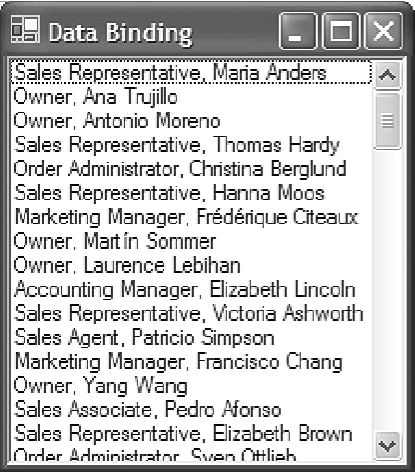 Data Binding
Sales Representative, Maria Anders
Owner, Ana Trujillo
Owner, Antonio Moreno
Sales Representative, Thomas Hardy
Order Administrator, Christina Berglund
Sales Representative, Hanna Moos
Marketing Manager, Frédérique Citeaux
Owner, Martín Sommer
Owner, Laurence Lebihan
Accounting Manager, Elizabeth Lincoln
Sales Representative, Victoria Ashworth
Sales Agent, Patricio Simpson
Marketing Manager, Francisco Chang
Owner, Yang Wang
Sales Associate, Pedro Afonso
Sales Representative, Elizabeth Brown
Order Administrator, Sven Ottlieb